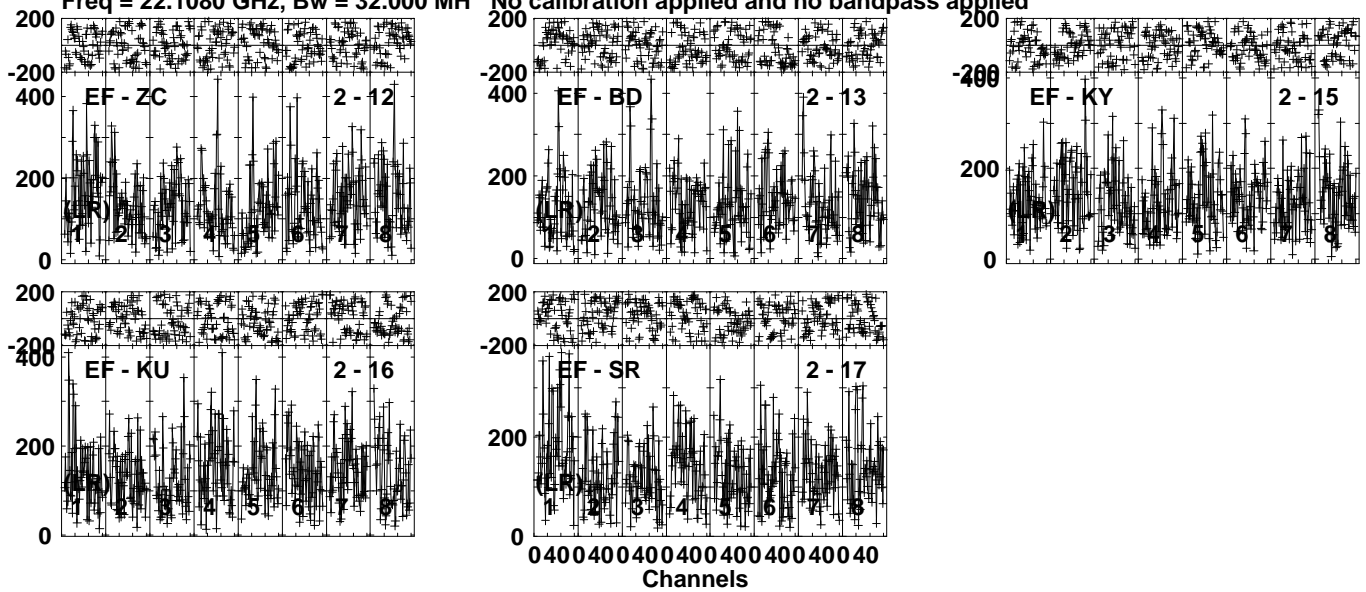 Freq = 22.1080 GHz, Bw = 32.000 MH No calibration applied and no bandpass applied
200 200 200
-200 -200 -200
400 EF - ZC 2 - 12 400 EF - BD 2 - 13 400 EF - KY 2 - 15
200 200 200
(LR) (LR) (LR)
1 2 3 4 5 6 7 8 1 2 3 4 5 6 7 8 1 2 3 4 5 6 7 8
0 0 0
200 200
-200 -200
400 EF - KU 2 - 16 400 EF - SR 2 - 17
200 200
(LR) (LR)
1 2 3 4 5 6 7 8 1 2 3 4 5 6 7 8
0 0
0 40 0 40 0 40 0 40 0 40 0 40 0 40 0 40
Channels